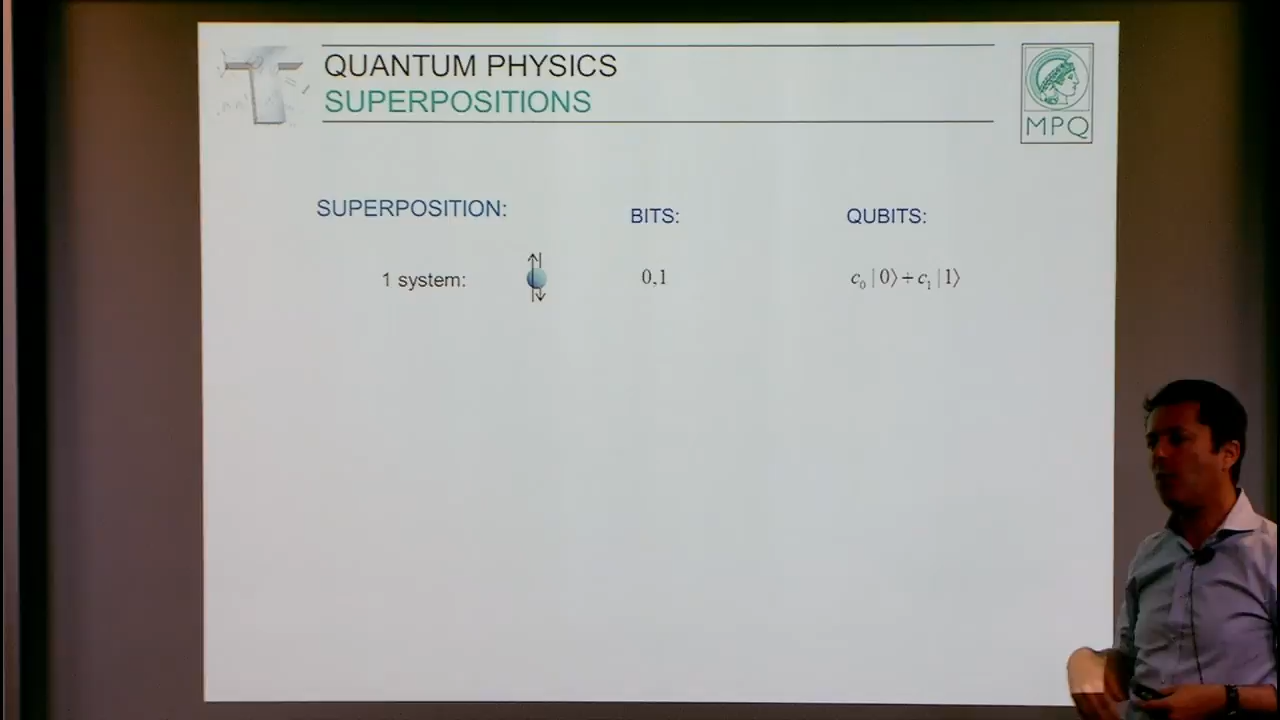 QUANTUM PHYSICS
SUPERPOSITIONS
MPQ
SUPERPOSITION: BITS: QUBITS:
1 system: 0,1 c₀|0⟩+c₁|1⟩